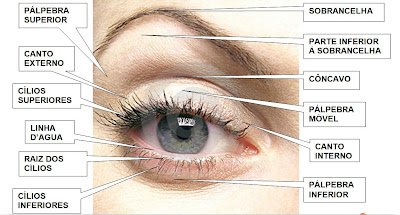 PÁLPEBRA
SUPERIOR
CANTO
EXTERNO
CÍLIOS
SUPERIORES
LINHA
D'AGUA
RAIZ DOS
CÍLIOS
CÍLIOS
INFERIORES
SOBRANCELHA
PARTE INFERIOR
A SOBRANCELHA
CÔNCAVO
PÁLPEBRA
MÓVEL
CANTO
INTERNO
PÁLPEBRA
INFERIOR